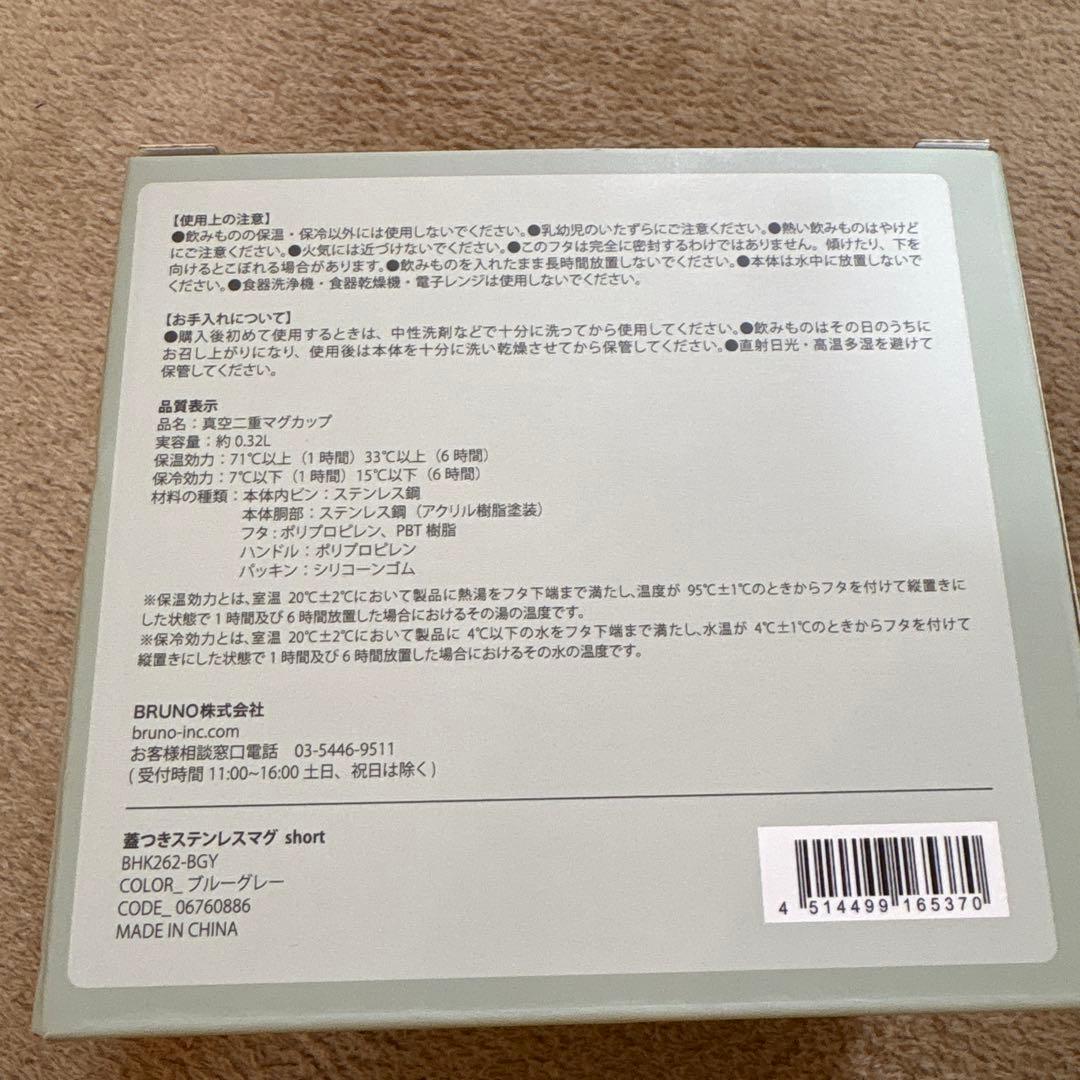 【使用上の注意】
●飲みものの保温・保冷以外には使用しないでください。●乳幼児のいたずらにご注意ください。●熱い飲みものはやけど
にご注意ください。●火気には近づけないでください。●このフタは完全に密封するわけではありません。傾けたり、下を
向けるとこぼれる場合があります。●飲みものを入れたまま長時間放置しないでください。●本体は水中に放置しないで
ください。●食器洗浄機・食器乾燥機・電子レンジは使用しないでください。
【お手入れについて】
●購入後初めて使用するときは、中性洗剤などで十分に洗ってから使用してください。●飲みものはその日のうちに
お召し上がりになり、使用後は本体を十分に洗い乾燥させてから保管してください。●直射日光・高温多湿を避けて
保管してください。
品質表示
品名：真空二重マグカップ
実容量：約 0.32L
保温効力：71℃以上（1 時間）33℃以上（6 時間）
保冷効力：7℃以下（1 時間）15℃以下（6 時間）
材料の種類：本体内ビン：ステンレス鋼
本体胴部：ステンレス鋼（アクリル樹脂塗装）
フタ：ポリプロピレン、PBT 樹脂
ハンドル：ポリプロピレン
パッキン：シリコーンゴム
※保温効力とは、室温 20℃±2℃において製品に熱湯をフタ下端まで満たし、温度が 95℃±1℃のときからフタを付けて縦置きに
した状態で 1 時間及び 6 時間放置した場合におけるその湯の温度です。
※保冷効力とは、室温 20℃±2℃において製品に 4℃以下の水をフタ下端まで満たし、水温が 4℃±1℃のときからフタを付けて
縦置きにした状態で 1 時間及び 6 時間放置した場合におけるその水の温度です。
BRUNO株式会社
bruno-inc.com
お客様相談窓口電話 03-5446-9511
( 受付時間 11:00~16:00 土日、祝日は除く )
蓋つきステンレスマグ short
BHK262-BGY
COLOR_ ブルーグレー
CODE_ 06760886
MADE IN CHINA
4 514499 165370